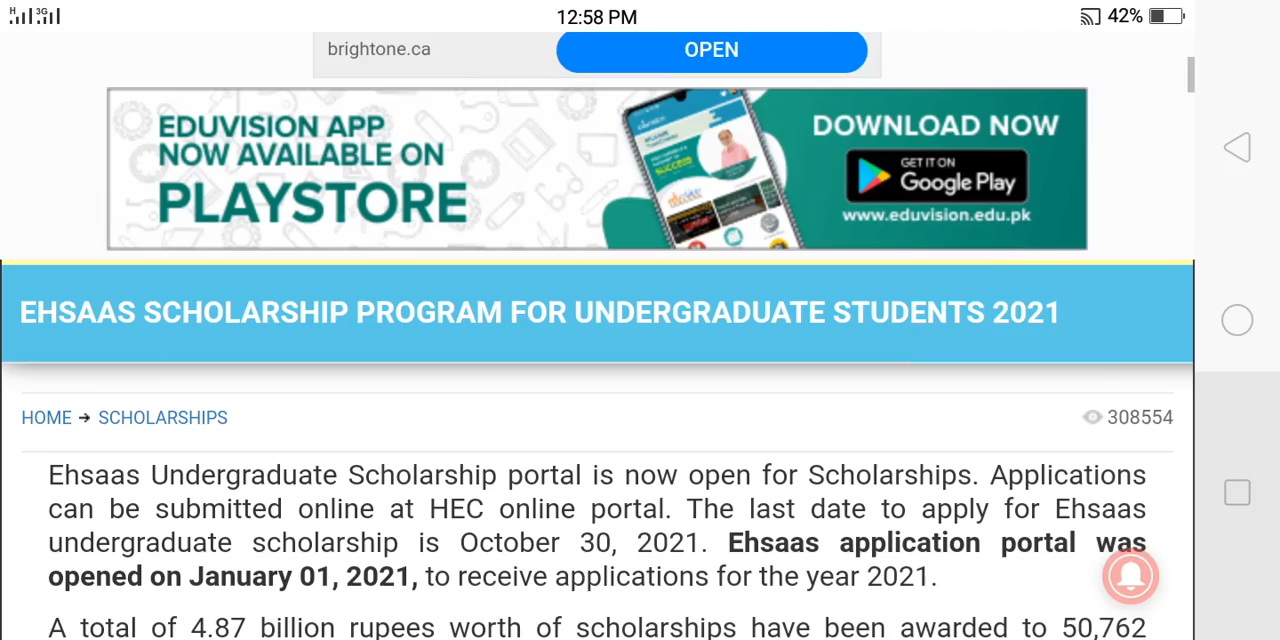 H 3G 12:58 PM 42%
brightone.ca OPEN
EDUVISION APP
NOW AVAILABLE ON
PLAYSTORE
DOWNLOAD NOW
GET IT ON
Google Play
www.eduvision.edu.pk
SUCCESS
EHSAAS SCHOLARSHIP PROGRAM FOR UNDERGRADUATE STUDENTS 2021
HOME → SCHOLARSHIPS 308554
Ehsaas Undergraduate Scholarship portal is now open for Scholarships. Applications
can be submitted online at HEC online portal. The last date to apply for Ehsaas
undergraduate scholarship is October 30, 2021. Ehsaas application portal was
opened on January 01, 2021, to receive applications for the year 2021.
A total of 4.87 billion rupees worth of scholarships have been awarded to 50,762